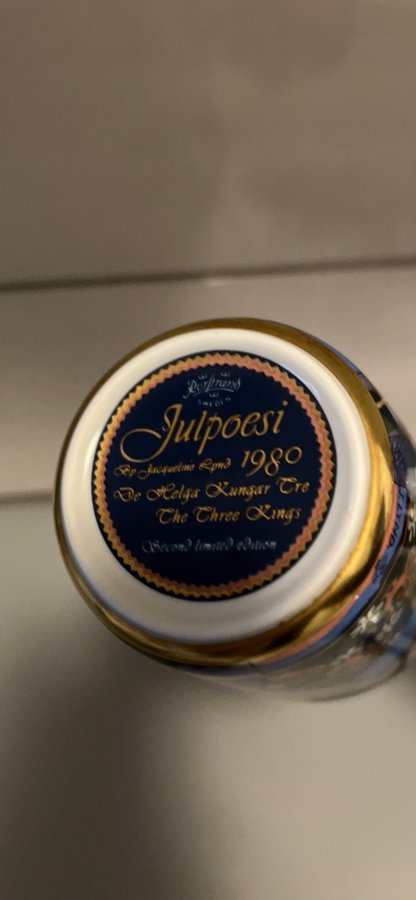 Rörstrand
SWEDEN
Julpoesi
By Jacqueline Lynd 1980
De Helga Kungar Tre
The Three Kings
Second limited edition